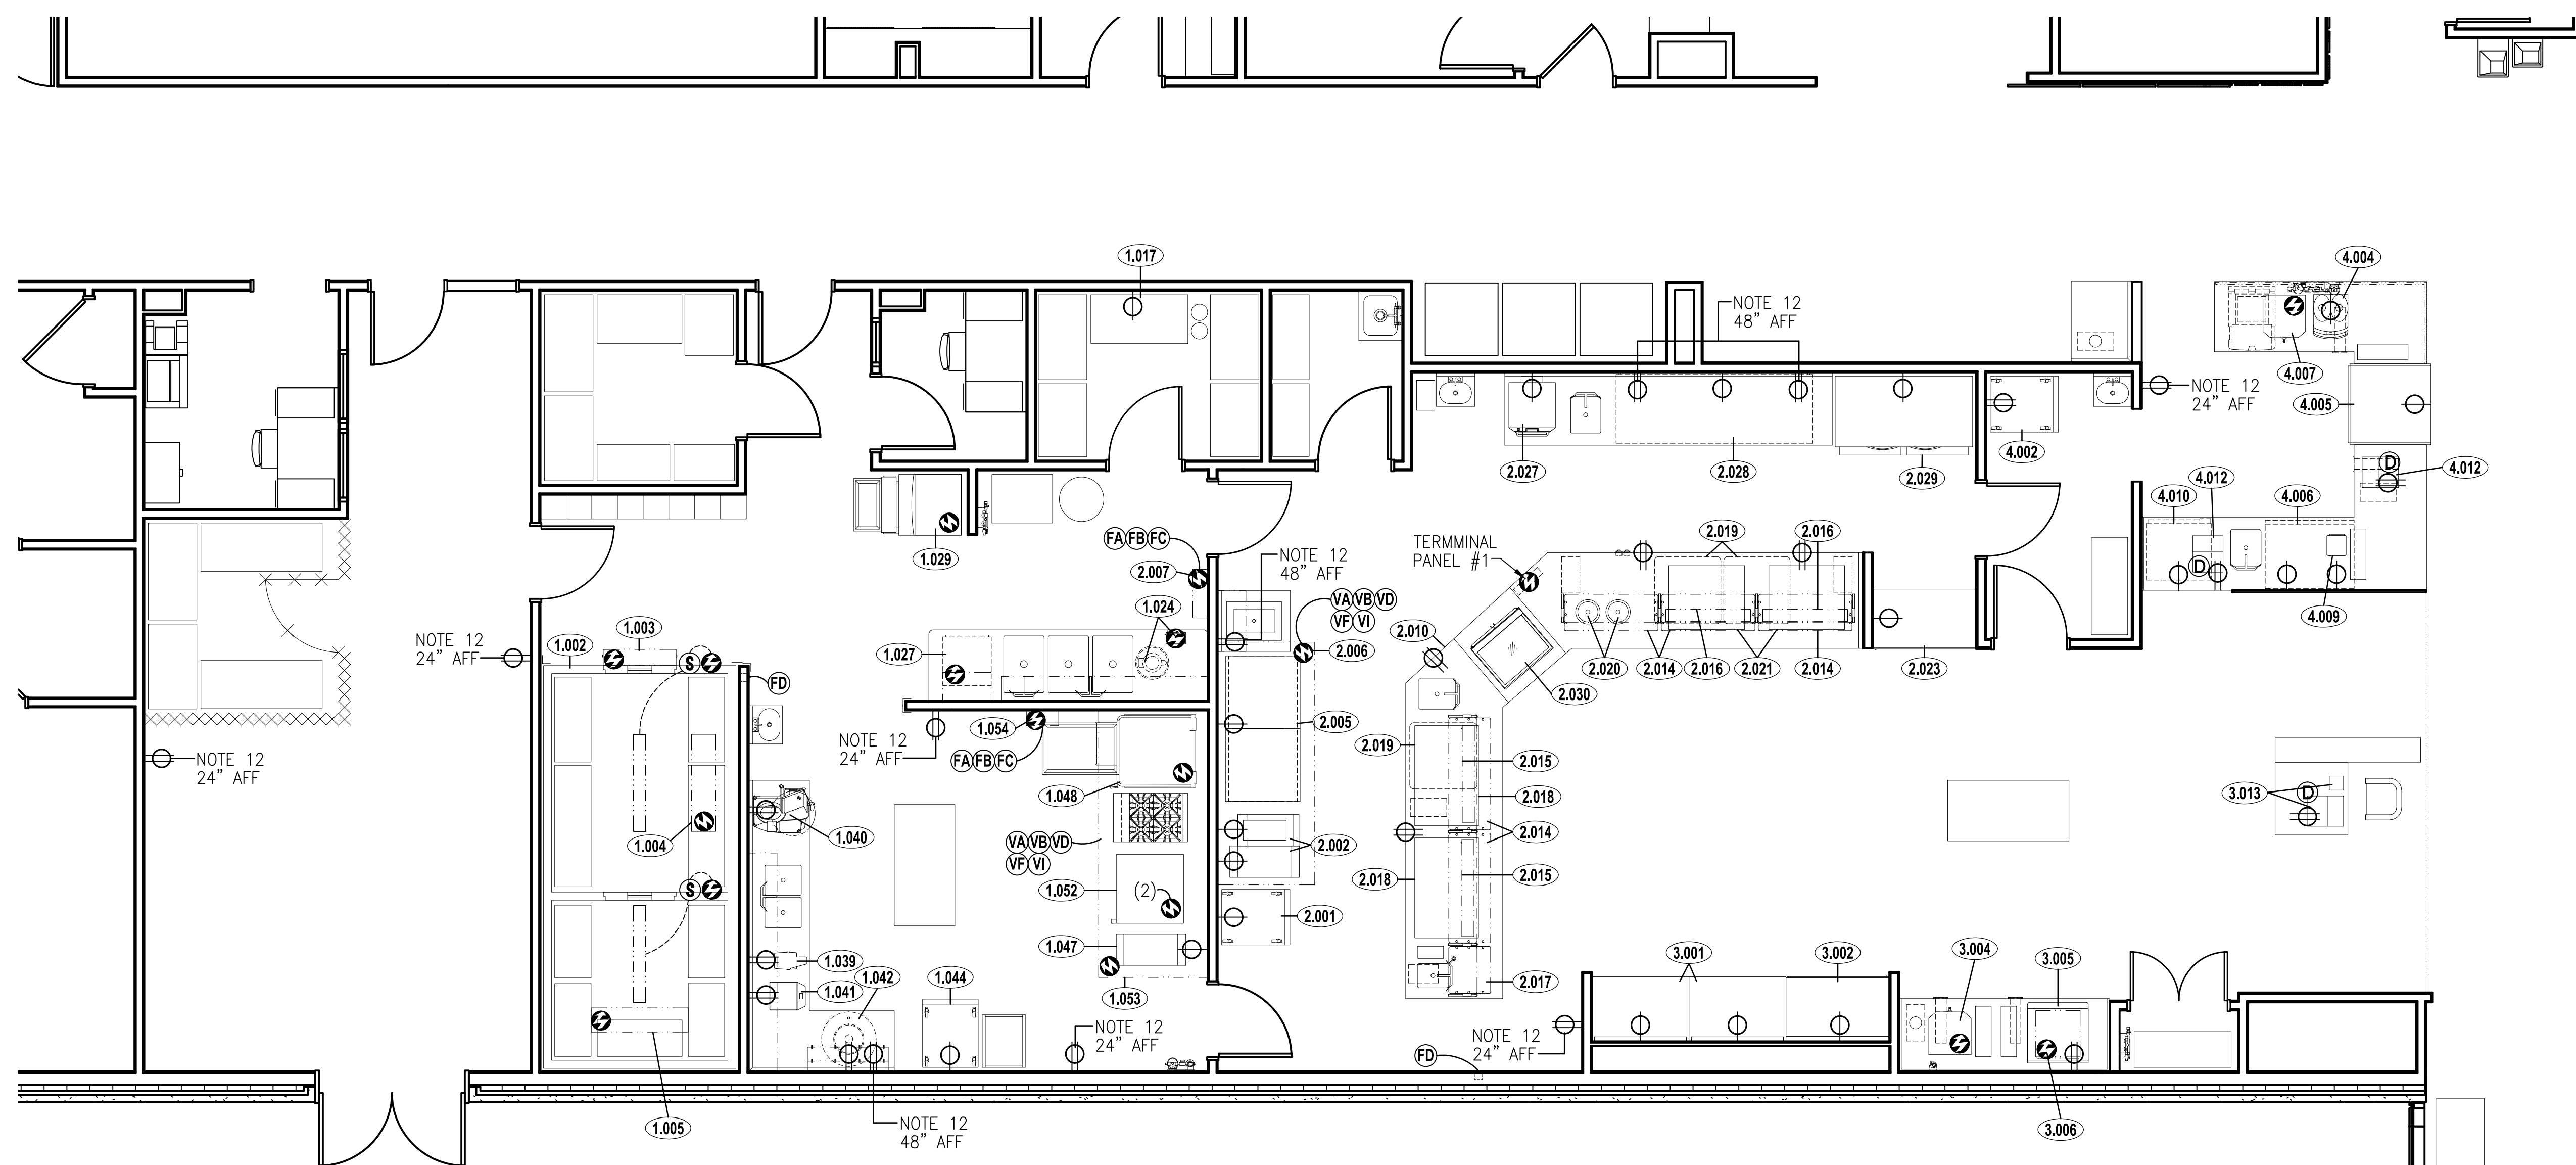 1.017
4.004
NOTE 12
48” AFF
4.007
NOTE 12
24” AFF
4.005
4.002
2.027
2.028
2.029
4.012
D
4.010
4.012
4.006
D
4.009
1.029
FA FB FC
2.007
1.024
NOTE 12
48” AFF
TERMMINAL
PANEL #1
2.019
2.016
VA VB VD
VF VI
2.006
2.010
2.020
2.014
2.016
2.021
2.014
2.023
2.030
NOTE 12
24” AFF
1.002
1.003
S
1.027
FD
1.054
NOTE 12
24” AFF
FA FB FC
2.005
2.019
2.015
NOTE 12
24” AFF
1.048
2.018
3.013
D
1.004
1.040
VA VB VD
VF VI
2.002
2.014
S
1.052
(2)
2.018
2.015
2.001
1.047
1.039
1.042
1.044
1.041
1.053
2.017
3.001
3.002
3.004
3.005
NOTE 12
24” AFF
FD
NOTE 12
24” AFF
1.005
NOTE 12
48” AFF
3.006